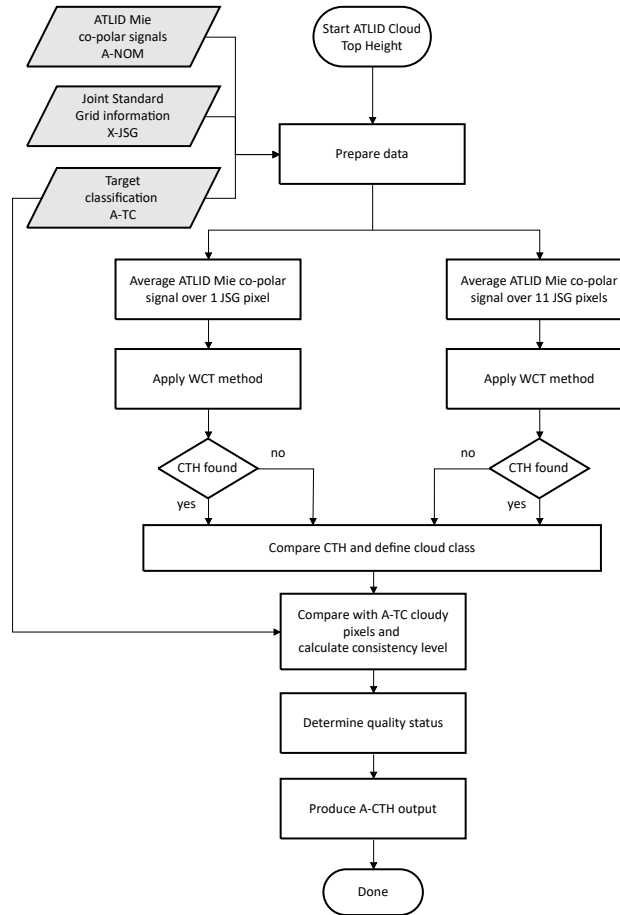 ATLID Mie
co-polar signals
A-NOM
Start ATLID Cloud
Top Height
Joint Standard
Grid information
X-JSG
Prepare data
Target
classification
A-TC
Average ATLID Mie co-polar
signal over 1 JSG pixel
Average ATLID Mie co-polar
signal over 11 JSG pixels
Apply WCT method
Apply WCT method
CTH found
no
yes
no
CTH found
yes
Compare CTH and define cloud class
Compare with A-TC cloudy
pixels and
calculate consistency level
Determine quality status
Produce A-CTH output
Done